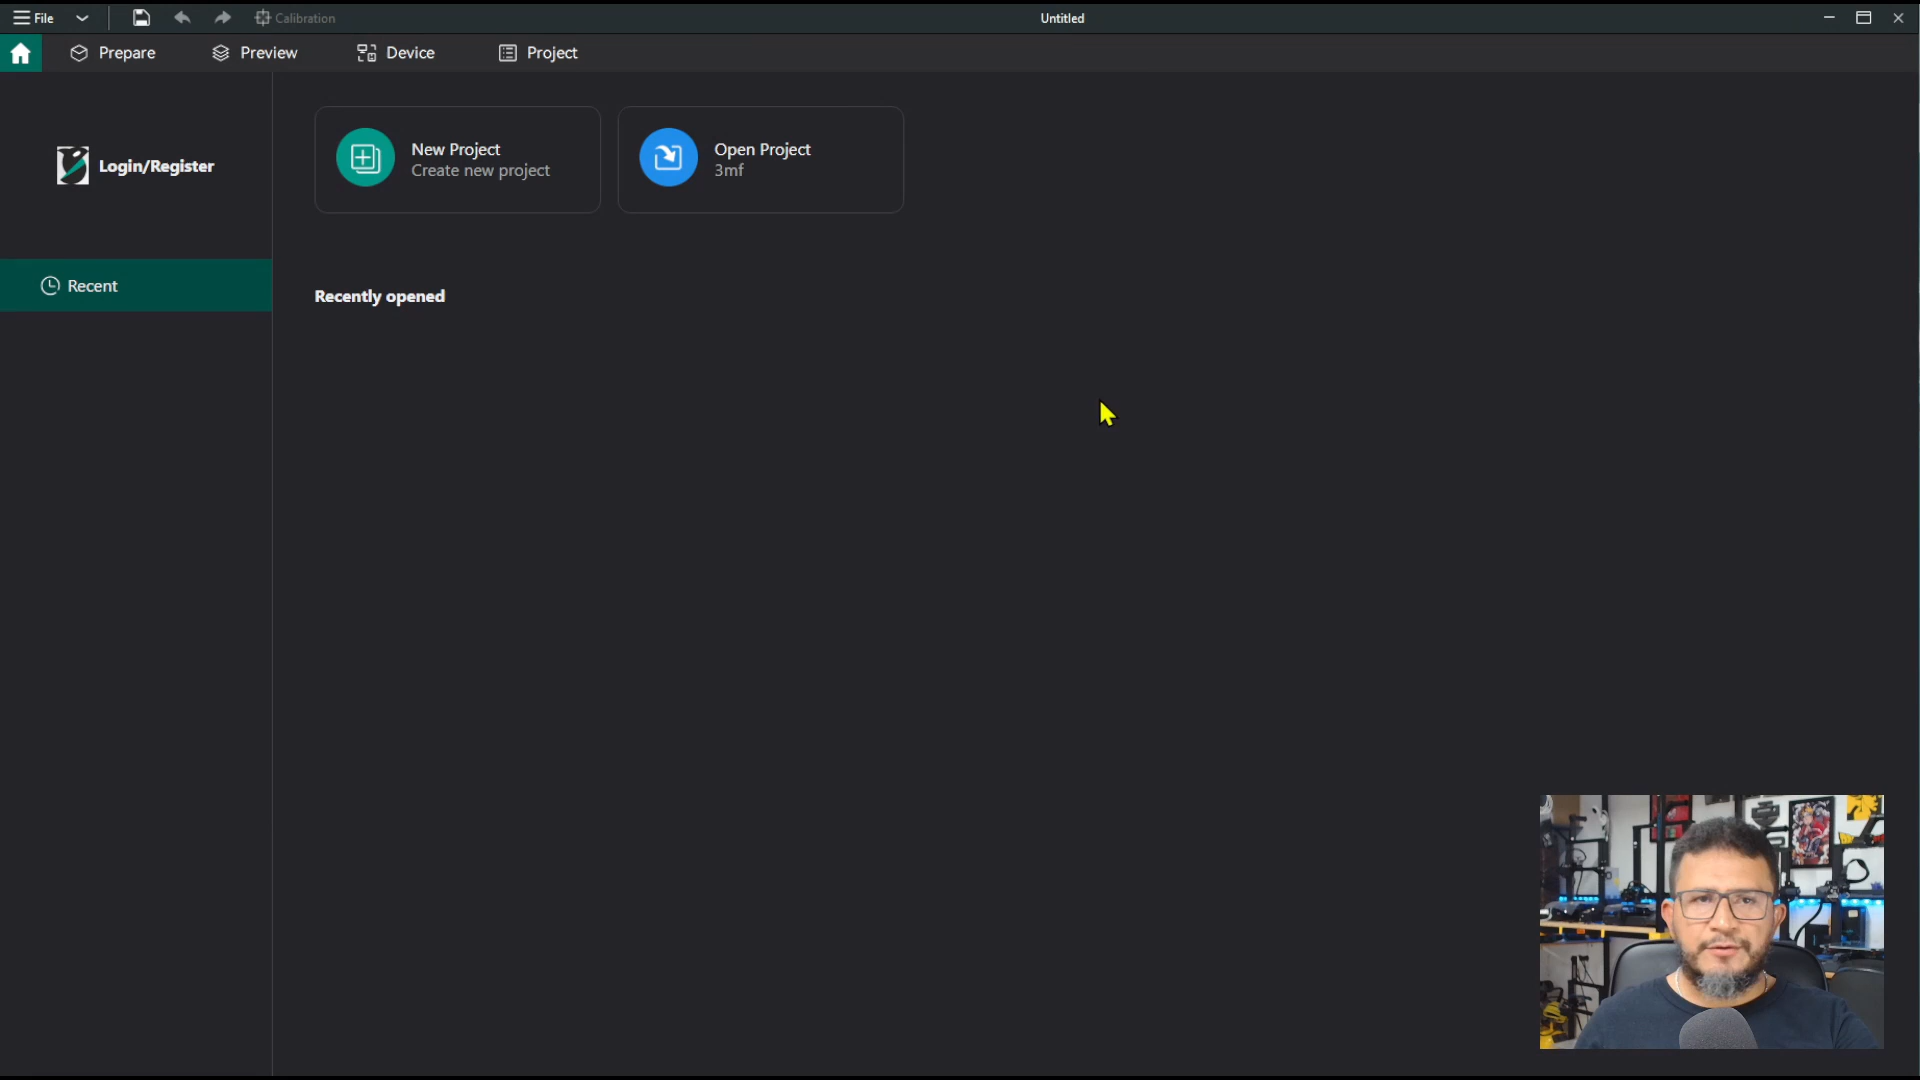 File
Calibration
Untitled
Prepare
Preview
Device
Project
Login/Register
New Project
Create new project
Open Project
3mf
Recent
Recently opened